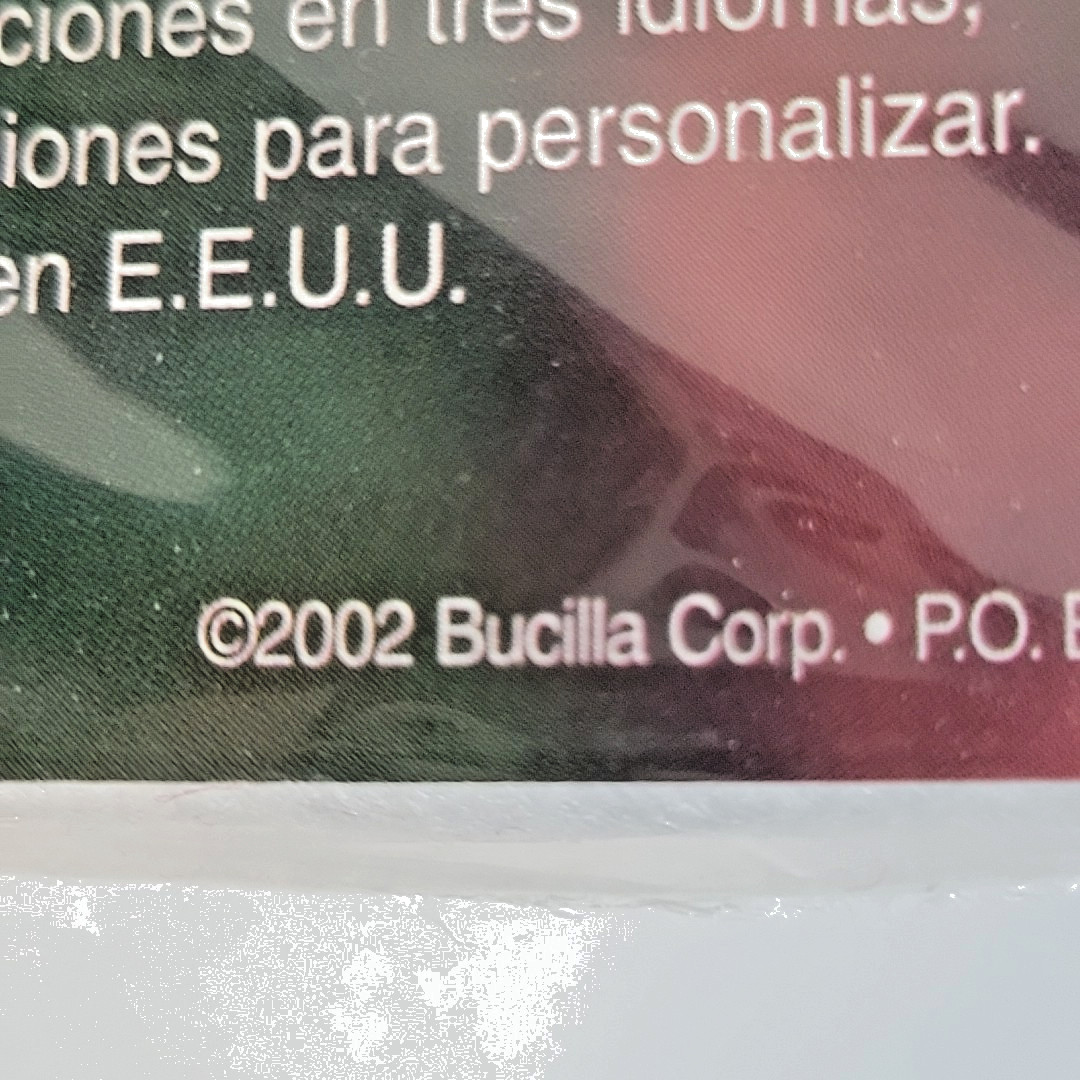 ciones en tres idiomas,
iones para personalizar.
en E.E.U.U.
©2002 Bucilla Corp. • P.O.